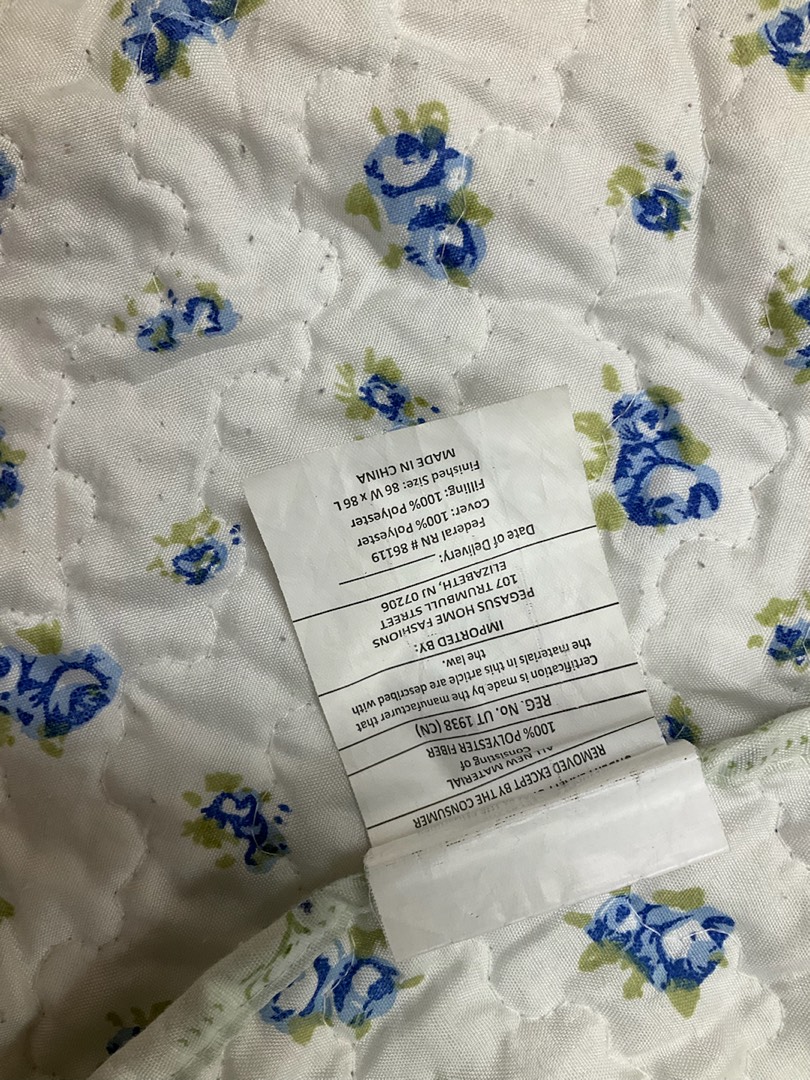 REMOVED EXCEPT BY THE CONSUMER
ALL NEW MATERIAL
Consisting of
100% POLYESTER FIBER
REG. No. UT 1938 (CN)
Certification is made by the manufacturer that
the materials in this article are described with
the law.
IMPORTED BY:
PEGASUS HOME FASHIONS
107 TRUMBULL STREET
ELIZABETH, NJ 07206
Date of Delivery:
Federal RN # 86119
Cover: 100% Polyester
Filling: 100% Polyester
Finished Size: 86 W x 86 L
MADE IN CHINA